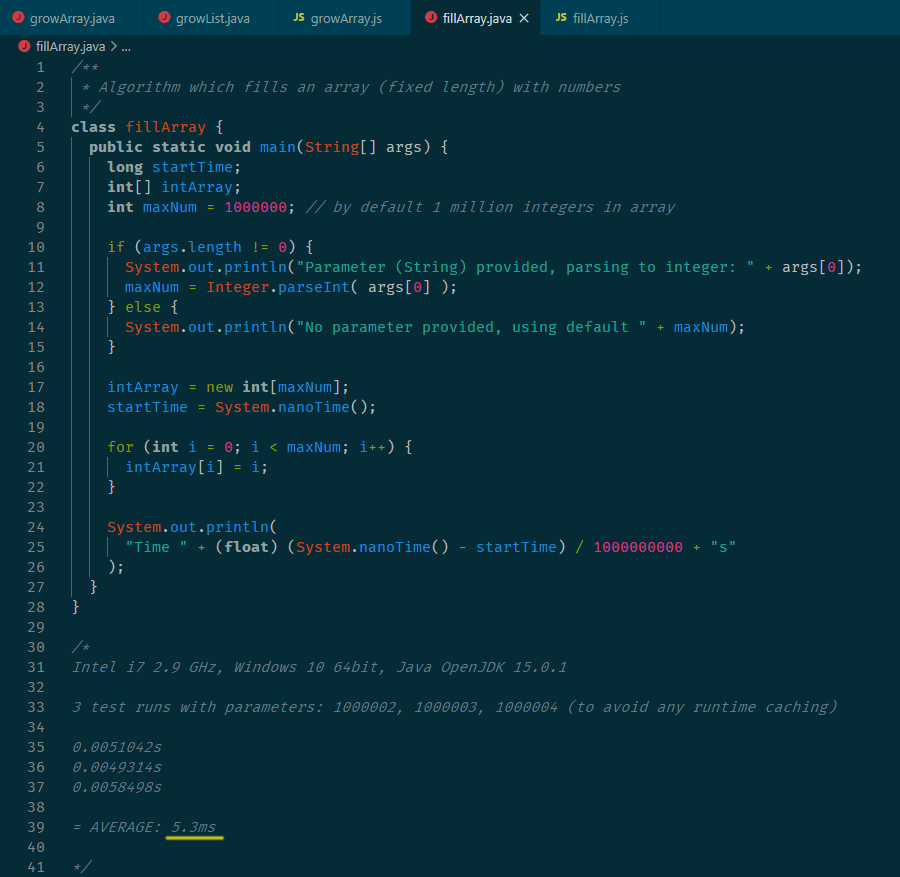 J growArray.java
J growList.java
JS growArray.js
J fillArray.java ×
JS fillArray.js
J fillArray.java > ...
1 /**
2 * Algorithm which fills an array (fixed length) with numbers
3 */
4 class fillArray {
5 public static void main(String[] args) {
6 long startTime;
7 int[] intArray;
8 int maxNum = 1000000; // by default 1 million integers in array
9
10 if (args.length != 0) {
11 System.out.println("Parameter (String) provided, parsing to integer: " + args[0]);
12 maxNum = Integer.parseInt( args[0] );
13 } else {
14 System.out.println("No parameter provided, using default " + maxNum);
15 }
16
17 intArray = new int[maxNum];
18 startTime = System.nanoTime();
19
20 for (int i = 0; i < maxNum; i++) {
21 intArray[i] = i;
22 }
23
24 System.out.println(
25 "Time " + (float) (System.nanoTime() - startTime) / 1000000000 + "s"
26 );
27 }
28 }
29
30 /*
31 Intel i7 2.9 GHz, Windows 10 64bit, Java OpenJDK 15.0.1
32
33 3 test runs with parameters: 1000002, 1000003, 1000004 (to avoid any runtime caching)
34
35 0.0051042s
36 0.0049314s
37 0.0058498s
38
39 = AVERAGE: 5.3ms
40
41 */